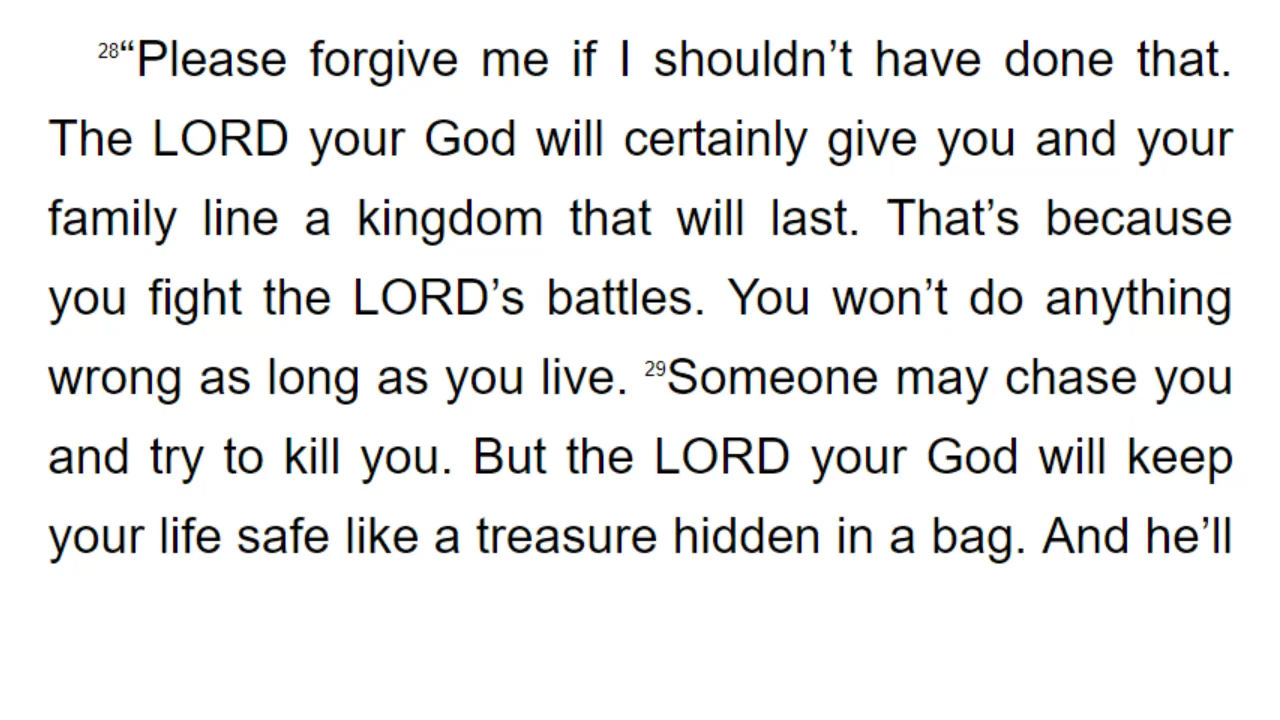 28“Please forgive me if I shouldn’t have done that.
The LORD your God will certainly give you and your
family line a kingdom that will last. That’s because
you fight the LORD’s battles. You won’t do anything
wrong as long as you live. 29Someone may chase you
and try to kill you. But the LORD your God will keep
your life safe like a treasure hidden in a bag. And he’ll